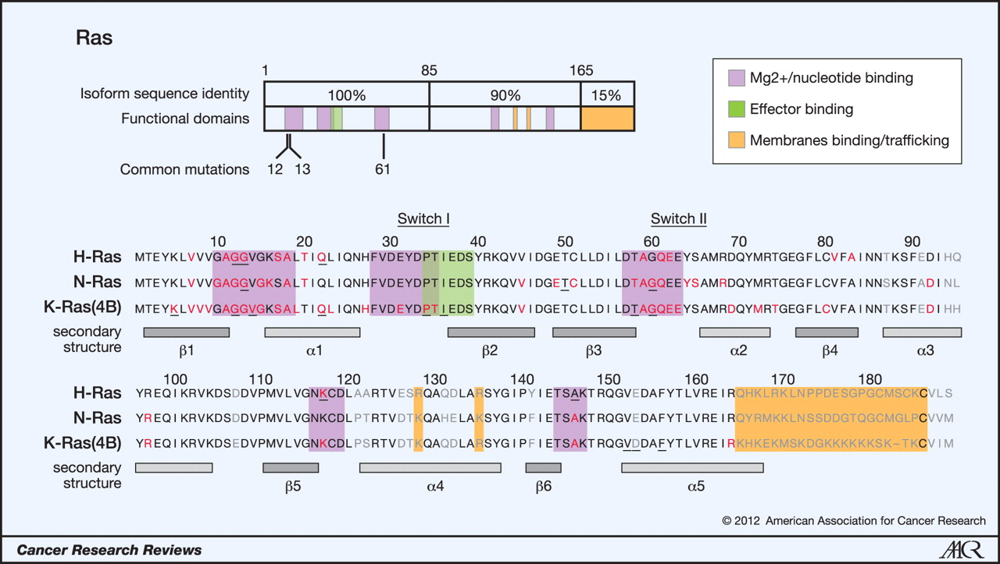 Ras
1 85 165
Isoform sequence identity 100% 90% 15%
Functional domains
Common mutations 12 13 61
Mg2+/nucleotide binding
Effector binding
Membranes binding/trafficking
Switch I Switch II
10 20 30 40 50 60 70 80 90
H-Ras MTEYKLVVVGAGGVGKSALTIQLIQNHFVDEYDPTIEDSYRKQVVIDGETCLLDILDTAGQEEYSAMRDQYMRTGEGFLCVFAINNTKSFEDIHQ
N-Ras MTEYKLVVVGAGGVGKSALTIQLIQNHFVDEYDPTIEDSYRKQVVIDGETCLLDILDTAGQEEYSAMRDQYMRTGEGFLCVFAINNSKSFADINL
K-Ras(4B) MTEYKLVVVGAGGVGKSALTIQLIQNHFVDEYDPTIEDSYRKQVVIDGETCLLDILDTAGQEEYSAMRDQYMRTGEGFLCVFAINNTKSFEDIHH
secondary
structure
β1 α1 β2 β3 α2 β4 α3
100 110 120 130 140 150 160 170 180
H-Ras YREQIKRVKDSDDVPMVLVGNKCDLAARTVESRQAQDLARSYGIPYIETSAKTRQGVEDAFYTLVREIRQHKLRKLNPPDESGPGCMSCKCVLS
N-Ras YREQIKRVKDSDDVPMVLVGNKCDLPTRTVDTKQAHELAKSYGIPFIETSAKTRQGVEDAFYTLVREIRQYRMKKLNSSDDGTQGCMGLPCVVM
K-Ras(4B) YREQIKRVKDSEDVPMVLVGNKCDLPSRTVDTKQAQDLARSYGIPFIETSAKTRQGVDDAFYTLVREIRKHKEKMSKDGKKKKKKSK-TKCVIM
secondary
structure
β5 α4 β6 α5
© 2012 American Association for Cancer Research
Cancer Research Reviews AACR